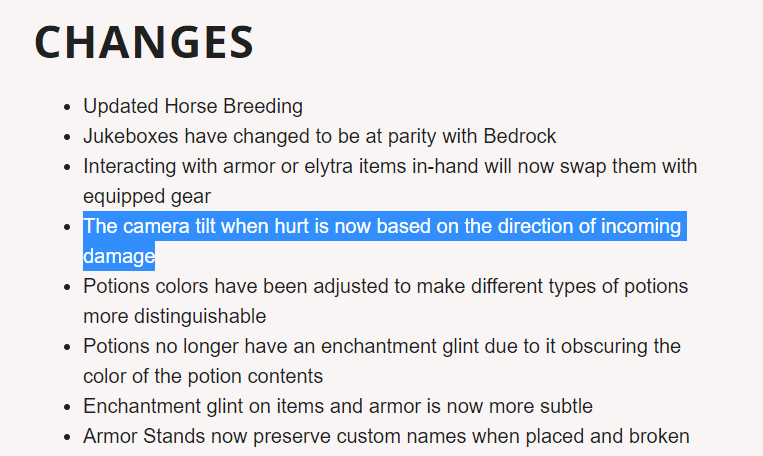 CHANGES
Updated Horse Breeding
Jukeboxes have changed to be at parity with Bedrock
Interacting with armor or elytra items in-hand will now swap them with
equipped gear
The camera tilt when hurt is now based on the direction of incoming
damage
Potions colors have been adjusted to make different types of potions
more distinguishable
Potions no longer have an enchantment glint due to it obscuring the
color of the potion contents
Enchantment glint on items and armor is now more subtle
Armor Stands now preserve custom names when placed and broken